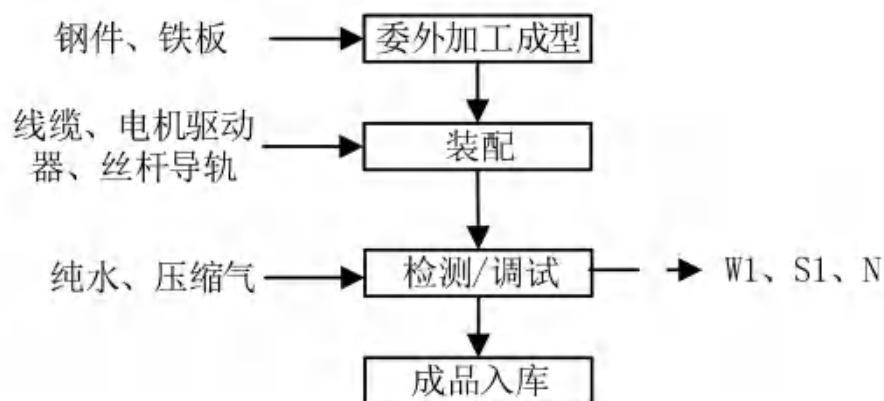 钢件、铁板
委外加工成型
线缆、电机驱动
器、丝杆导轨
装配
纯水、压缩气
检测/调试
W1、S1、N
成品入库